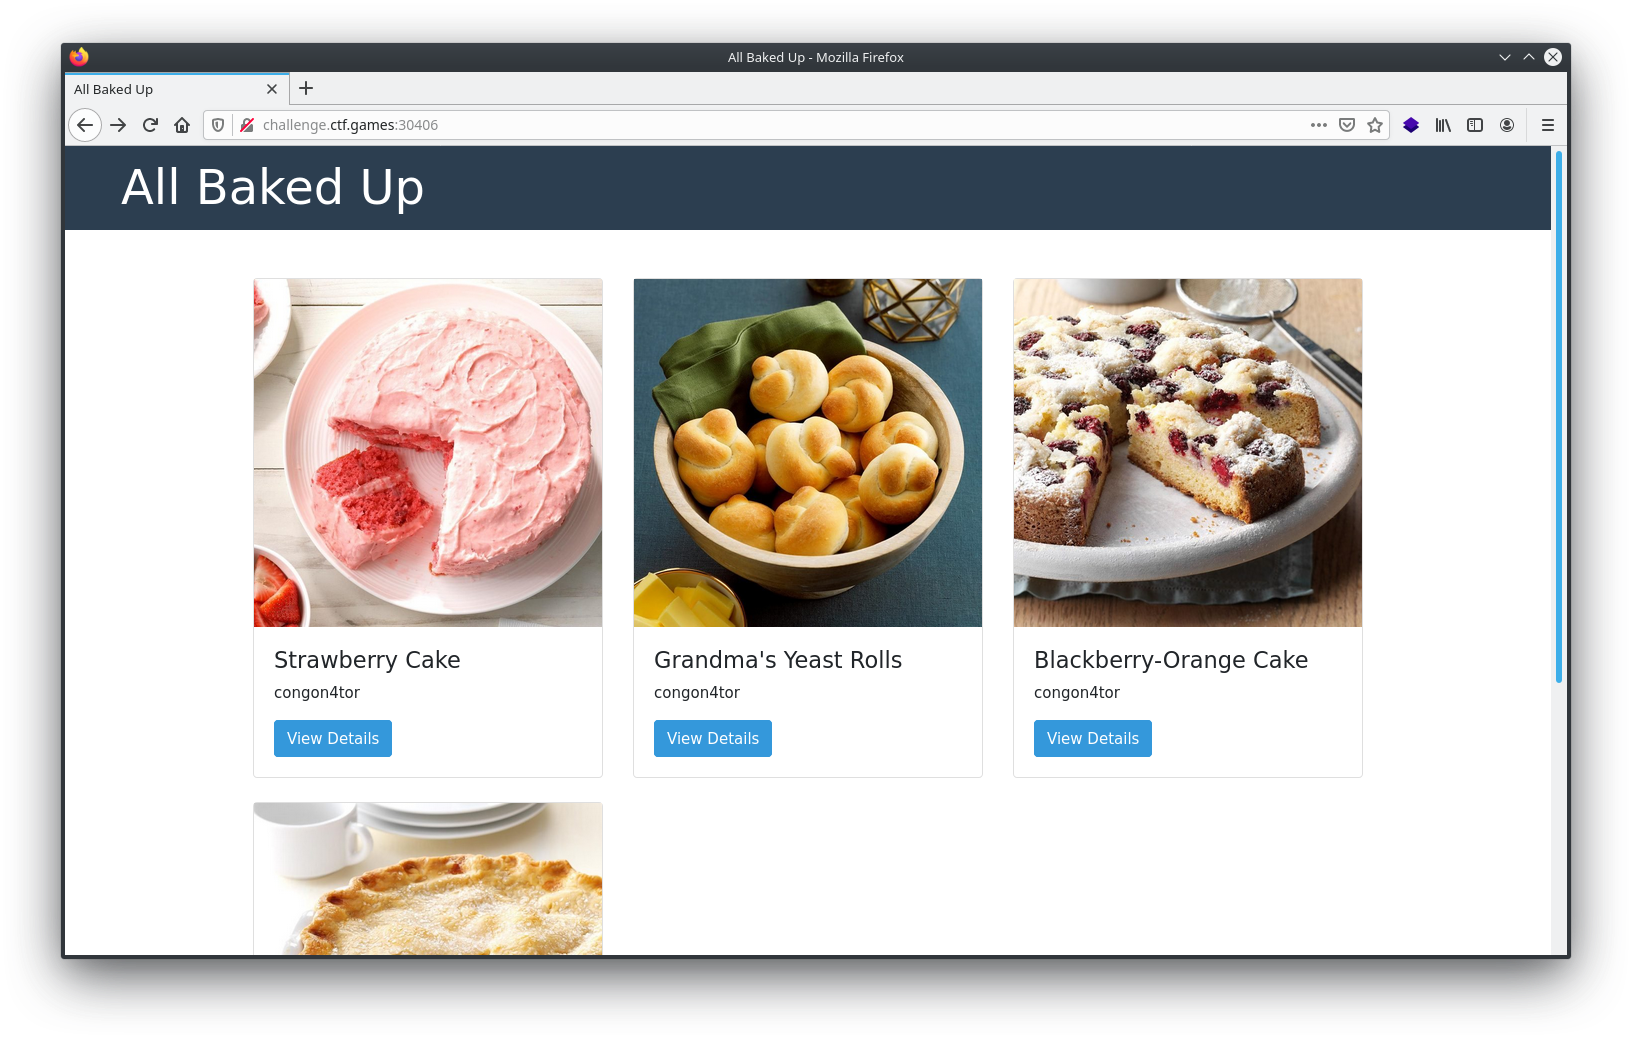 All Baked Up - Mozilla Firefox
All Baked Up
challenge.ctf.games:30406
All Baked Up
Strawberry Cake
congon4tor
View Details
Grandma's Yeast Rolls
congon4tor
View Details
Blackberry-Orange Cake
congon4tor
View Details